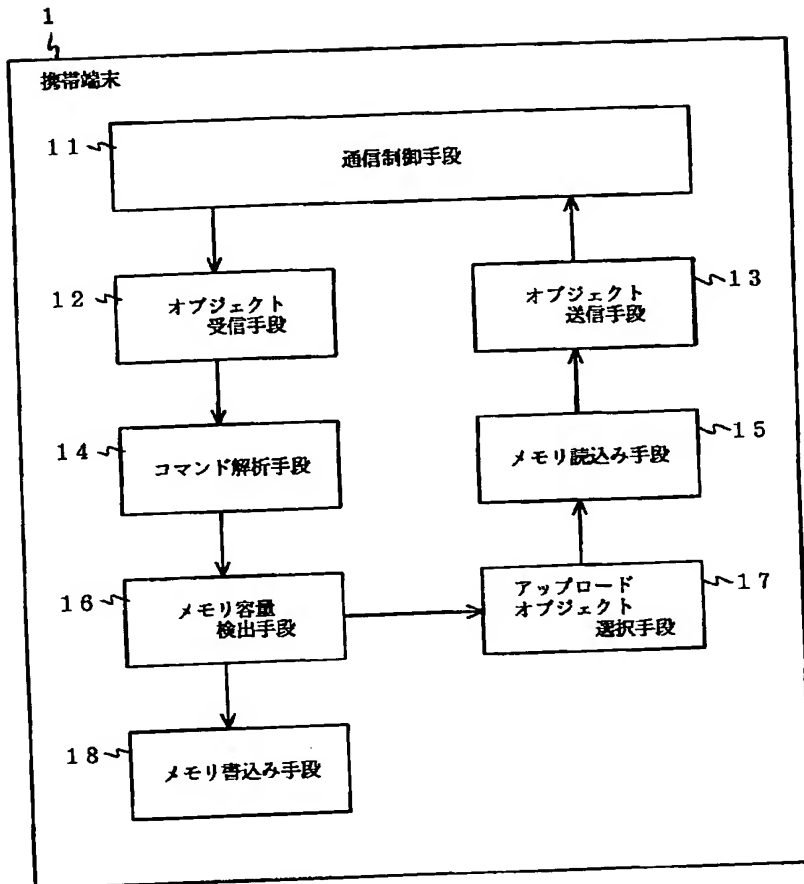 1
携帯端末
11
通信制御手段
12
オブジェクト
受信手段
オブジェクト
送信手段
13
14
コマンド解析手段
メモリ読込み手段
15
16
メモリ容量
検出手段
アップロード
オブジェクト
選択手段
17
18
メモリ書込み手段